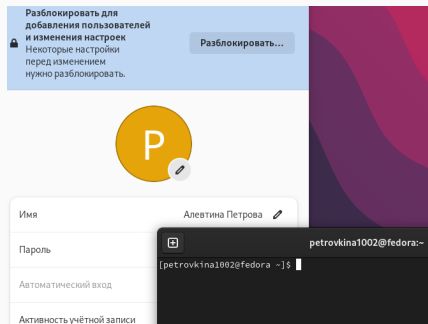 Разблокировать для
добавления пользователей
и изменения настроек
Некоторые настройки
перед изменением
нужно разблокировать.
Разблокировать...
P
Имя
Алевтина Петрова
Пароль
petrovkina1002@fedora:~
[petrovkina1002@fedora ~]$
Автоматический вход
Активность учётной записи